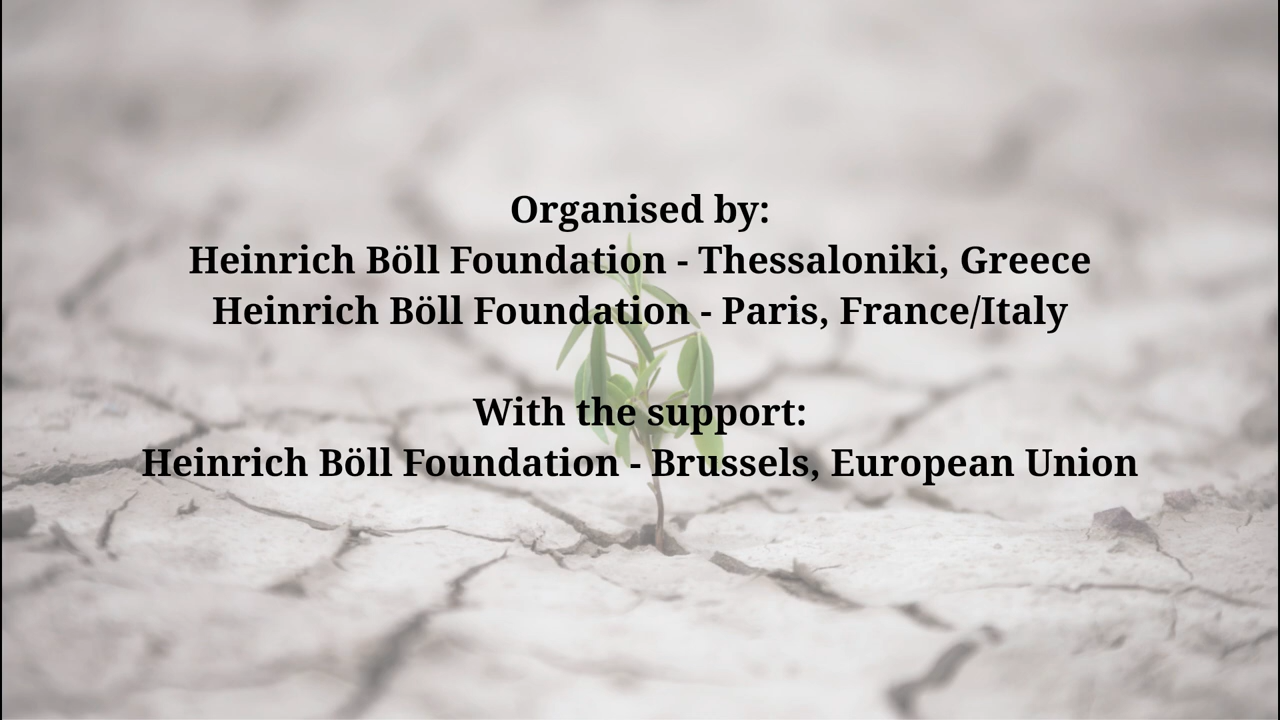 Organised by:
Heinrich Böll Foundation - Thessaloniki, Greece
Heinrich Böll Foundation - Paris, France/Italy
With the support:
Heinrich Böll Foundation - Brussels, European Union